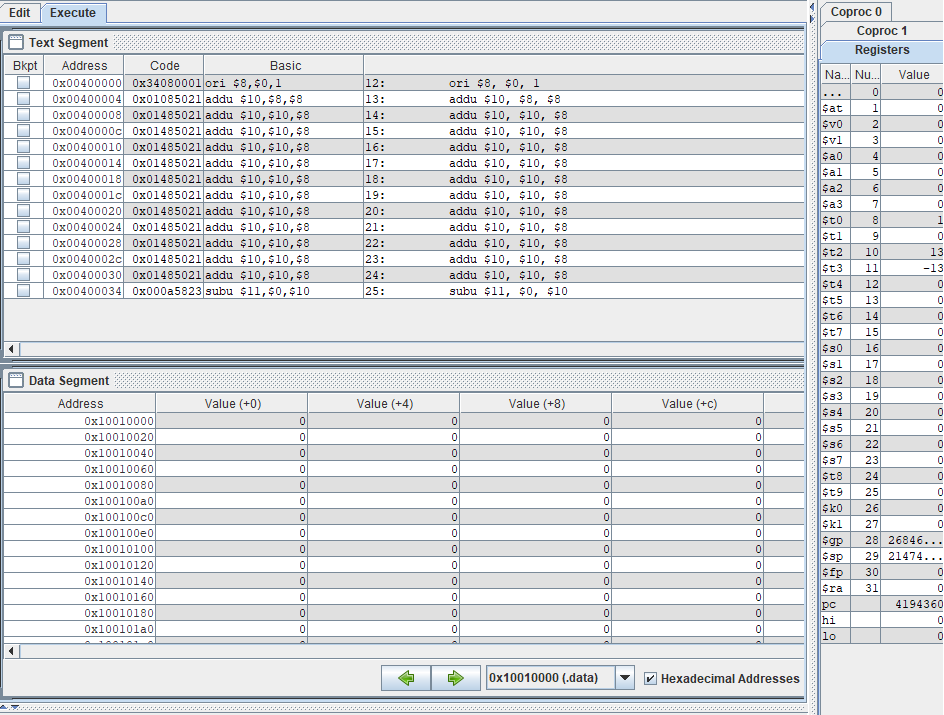 Edit Execute
Text Segment
Bkpt Address Code Basic
0x00400000 0x34080001 ori $8,$0,1 12: ori $8, $0, 1
0x00400004 0x01085021 addu $10,$8,$8 13: addu $10, $8, $8
0x00400008 0x01485021 addu $10,$10,$8 14: addu $10, $10, $8
0x0040000c 0x01485021 addu $10,$10,$8 15: addu $10, $10, $8
0x00400010 0x01485021 addu $10,$10,$8 16: addu $10, $10, $8
0x00400014 0x01485021 addu $10,$10,$8 17: addu $10, $10, $8
0x00400018 0x01485021 addu $10,$10,$8 18: addu $10, $10, $8
0x0040001c 0x01485021 addu $10,$10,$8 19: addu $10, $10, $8
0x00400020 0x01485021 addu $10,$10,$8 20: addu $10, $10, $8
0x00400024 0x01485021 addu $10,$10,$8 21: addu $10, $10, $8
0x00400028 0x01485021 addu $10,$10,$8 22: addu $10, $10, $8
0x0040002c 0x01485021 addu $10,$10,$8 23: addu $10, $10, $8
0x00400030 0x01485021 addu $10,$10,$8 24: addu $10, $10, $8
0x00400034 0x000a5823 subu $11,$0,$10 25: subu $11, $0, $10
Data Segment
Address Value (+0) Value (+4) Value (+8) Value (+c)
0x10010000 0 0 0 0
0x10010020 0 0 0 0
0x10010040 0 0 0 0
0x10010060 0 0 0 0
0x10010080 0 0 0 0
0x100100a0 0 0 0 0
0x100100c0 0 0 0 0
0x100100e0 0 0 0 0
0x10010100 0 0 0 0
0x10010120 0 0 0 0
0x10010140 0 0 0 0
0x10010160 0 0 0 0
0x10010180 0 0 0 0
0x100101a0 0 0 0 0
0x10010000 (.data) Hexadecimal Addresses
Coproc 0
Coproc 1
Registers
Na... Nu... Value
... 0 0
$at 1 0
$v0 2 0
$v1 3 0
$a0 4 0
$a1 5 0
$a2 6 0
$a3 7 0
$t0 8 1
$t1 9 0
$t2 10 13
$t3 11 -13
$t4 12 0
$t5 13 0
$t6 14 0
$t7 15 0
$s0 16 0
$s1 17 0
$s2 18 0
$s3 19 0
$s4 20 0
$s5 21 0
$s6 22 0
$s7 23 0
$t8 24 0
$t9 25 0
$k0 26 0
$k1 27 0
$gp 28 26846...
$sp 29 21474...
$fp 30 0
$ra 31 0
pc 4194360
hi 0
lo 0